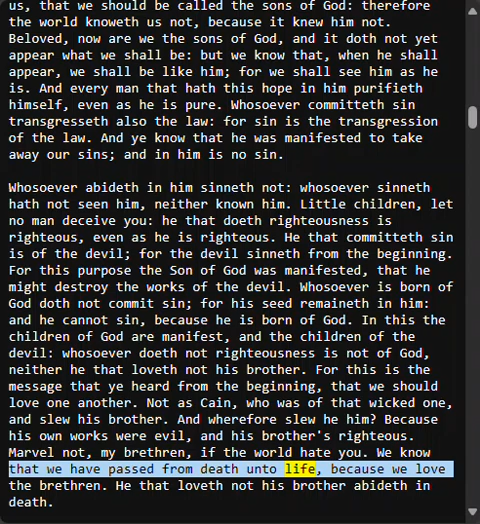 us, that we should be called the sons of God: therefore
the world knoweth us not, because it knew him not.
Beloved, now are we the sons of God, and it doth not yet
appear what we shall be: but we know that, when he shall
appear, we shall be like him; for we shall see him as he
is. And every man that hath this hope in him purifieth
himself, even as he is pure. Whosoever committeth sin
transgresseth also the law: for sin is the transgression
of the law. And ye know that he was manifested to take
away our sins; and in him is no sin.

Whosoever abideth in him sinneth not: whosoever sinneth
hath not seen him, neither known him. Little children, let
no man deceive you: he that doeth righteousness is
righteous, even as he is righteous. He that committeth sin
is of the devil; for the devil sinneth from the beginning.
For this purpose the Son of God was manifested, that he
might destroy the works of the devil. Whosoever is born of
God doth not commit sin; for his seed remaineth in him:
and he cannot sin, because he is born of God. In this the
children of God are manifest, and the children of the
devil: whosoever doeth not righteousness is not of God,
neither he that loveth not his brother. For this is the
message that ye heard from the beginning, that we should
love one another. Not as Cain, who was of that wicked one,
and slew his brother. And wherefore slew he him? Because
his own works were evil, and his brother's righteous.
Marvel not, my brethren, if the world hate you. We know
that we have passed from death unto life, because we love
the brethren. He that loveth not his brother abideth in
death.